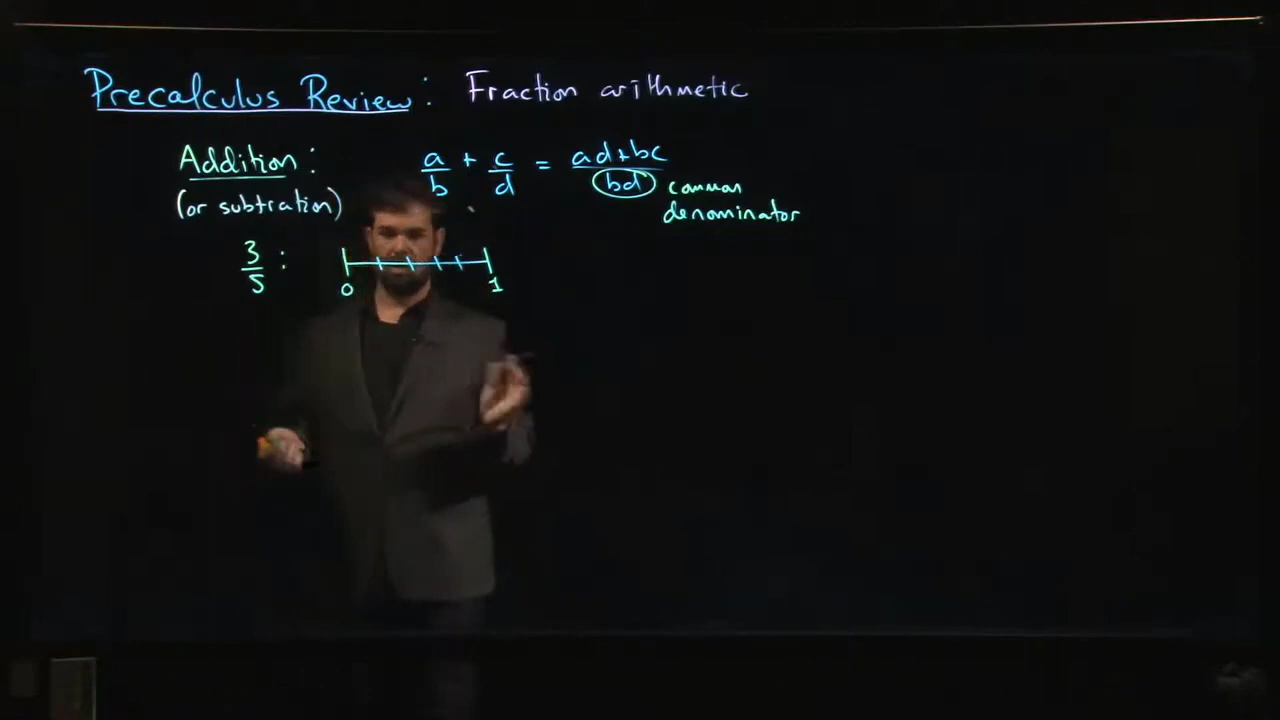 Precalculus Review: Fraction arithmetic
Addition: a/b + c/d = ad+bc/bd common
(or subtration) denominator
3/5:
0 1